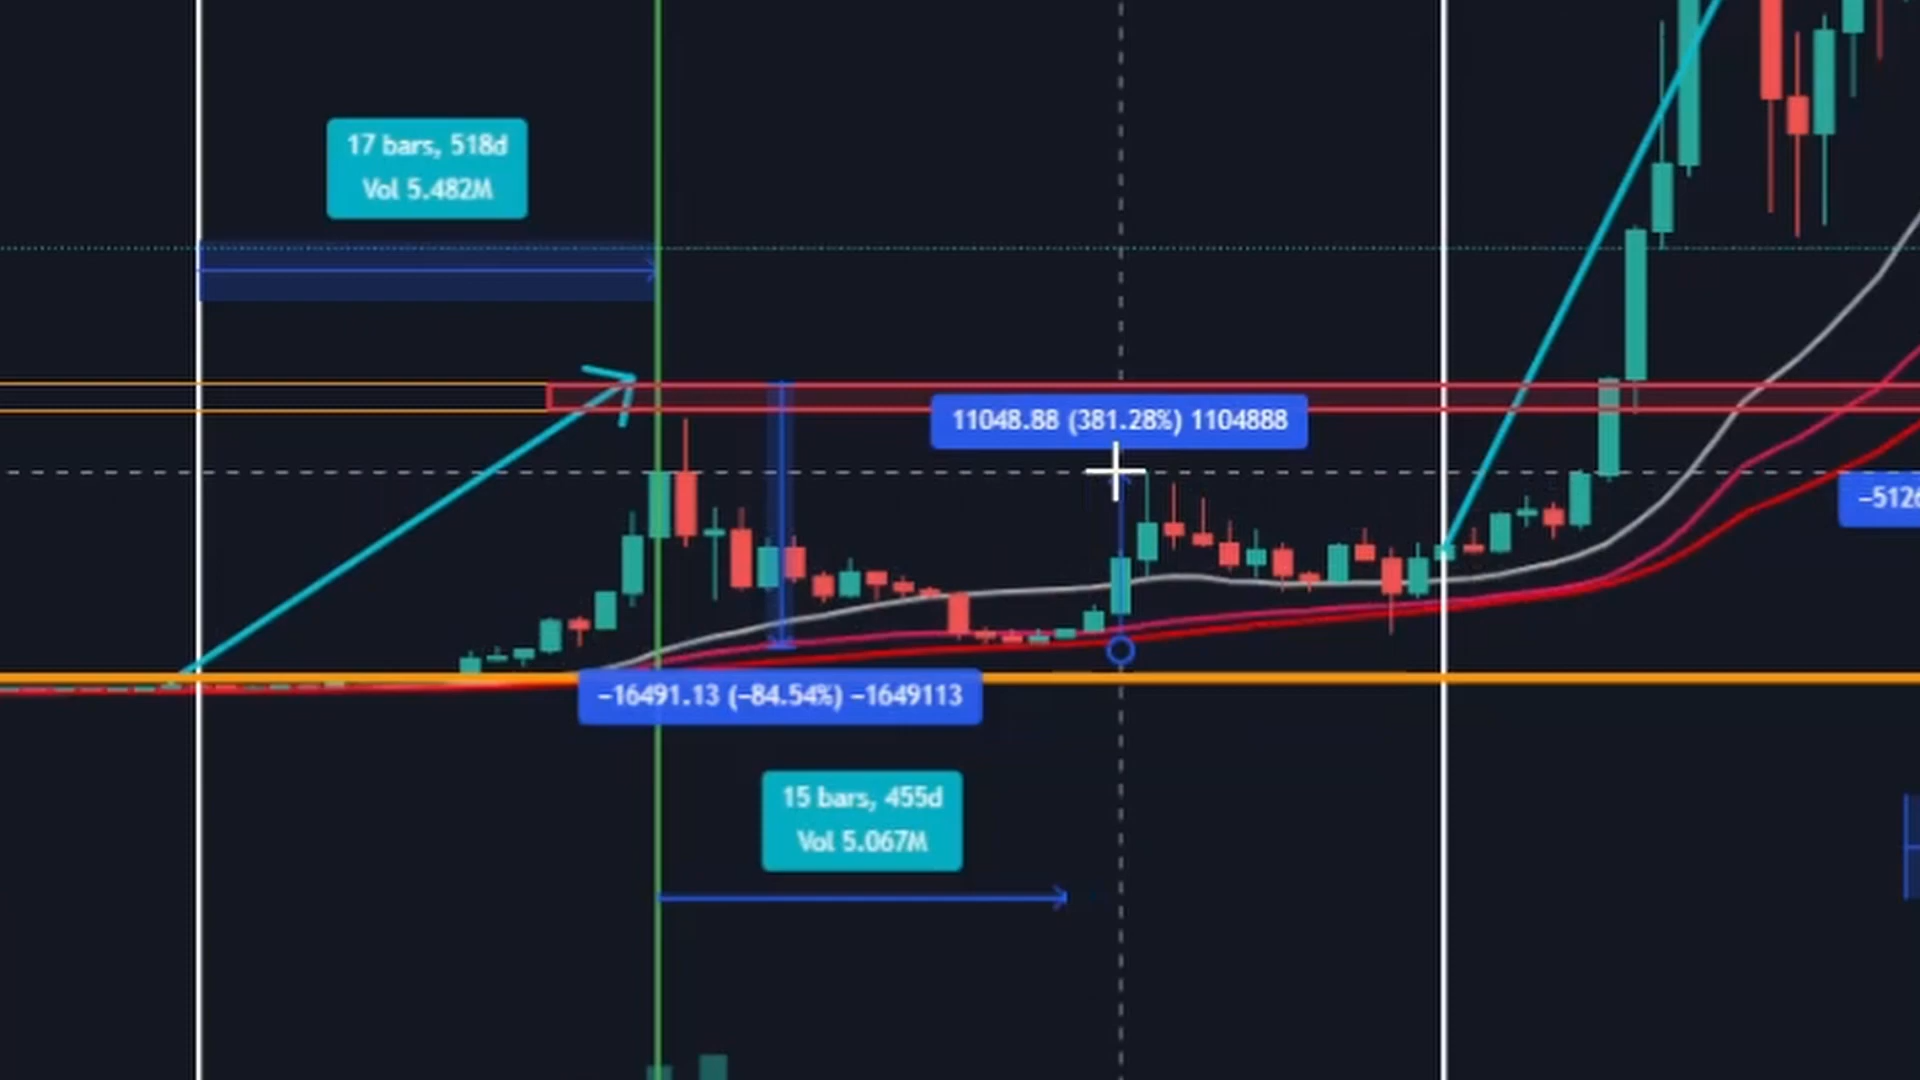 17 bars, 518d
Vol 5.482M
11048.88 (381.28%) 1104888
−5126
−16491.13 (−84.54%) −1649113
15 bars, 455d
Vol 5.067M